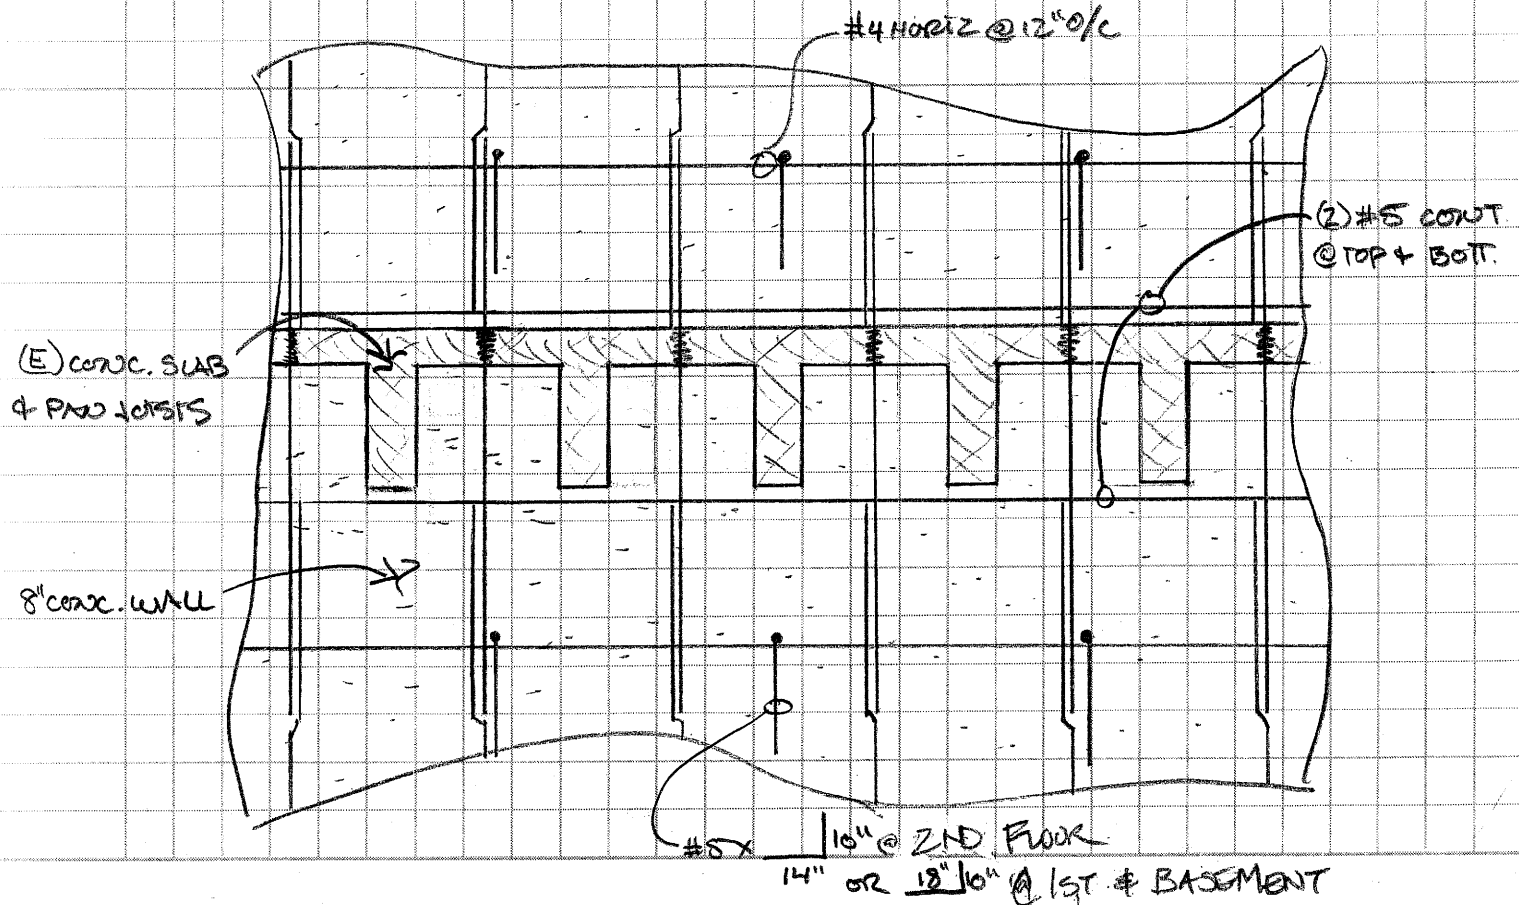 #4 HORIZ @ 12" O/C
(2) #5 CONT.
@ TOP & BOTT.
(E) CONC. SLAB
& PAN JOISTS
8" CONC. WALL
#5 x 14" 10" @ 2ND FLOOR
OR 18" 10" @ 1ST & BASEMENT